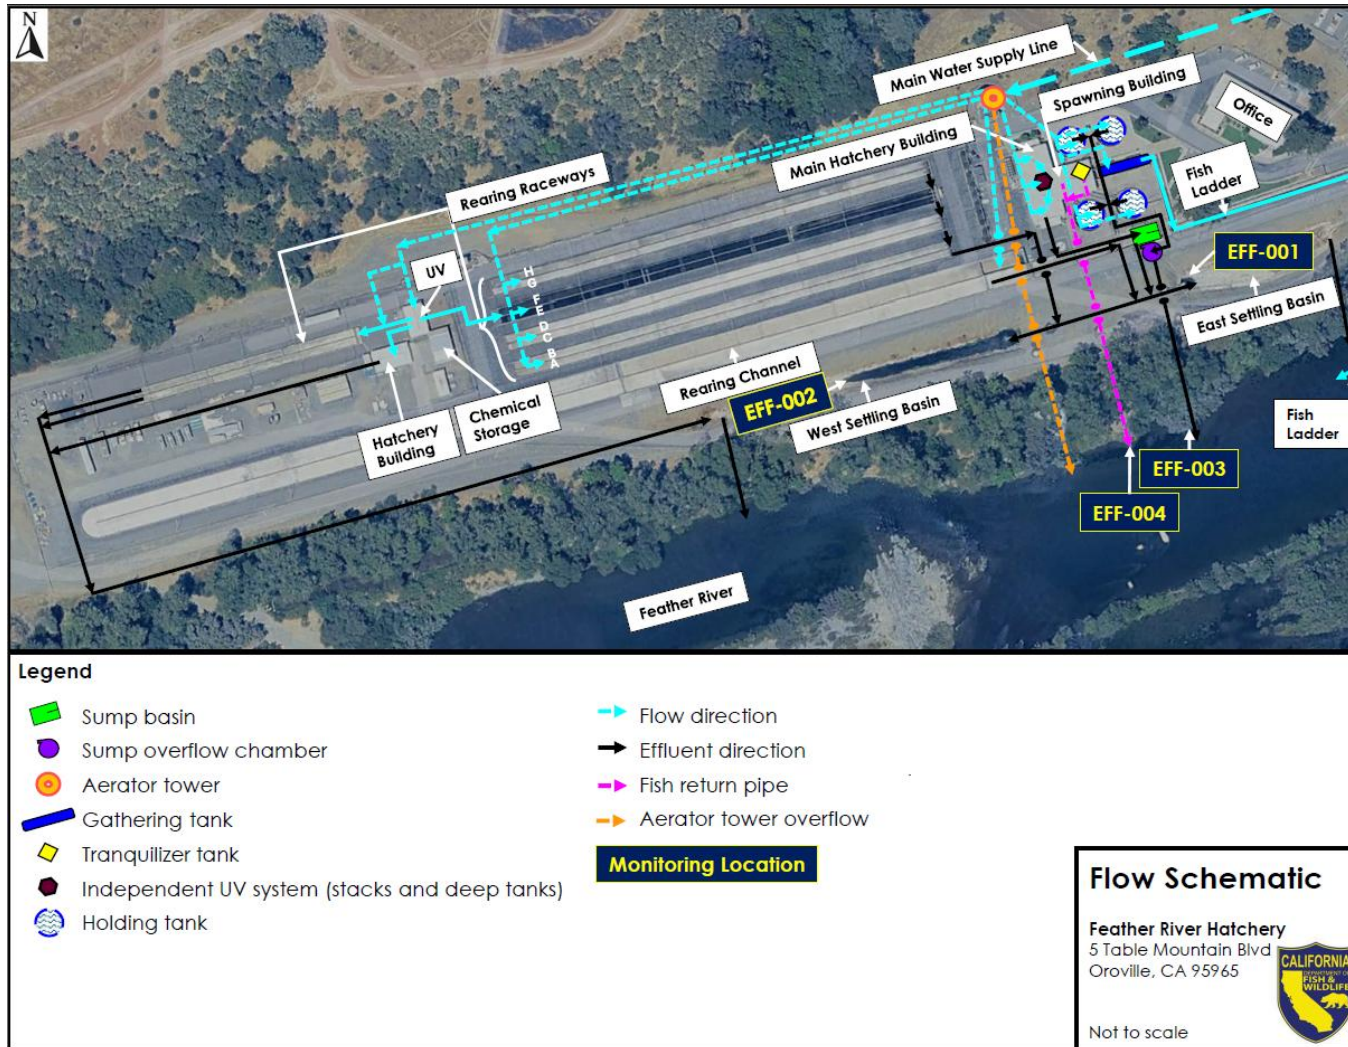 N
Main Water Supply Line
Spawning Building
Office
Main Hatchery Building
Rearing Raceways
Fish
Ladder
UV
EFF-001
H
G
F
E
D
C
B
A
East Settling Basin
Rearing Channel
EFF-002
West Settling Basin
Hatchery
Building
Chemical
Storage
Fish
Ladder
EFF-003
EFF-004
Feather River
Legend
Sump basin
Sump overflow chamber
Aerator tower
Gathering tank
Tranquilizer tank
Independent UV system (stacks and deep tanks)
Holding tank
Flow direction
Effluent direction
Fish return pipe
Aerator tower overflow
Monitoring Location
Flow Schematic
Feather River Hatchery
5 Table Mountain Blvd
Oroville, CA 95965
Not to scale
CALIFORNIA
DEPARTMENT OF
FISH &
WILDLIFE